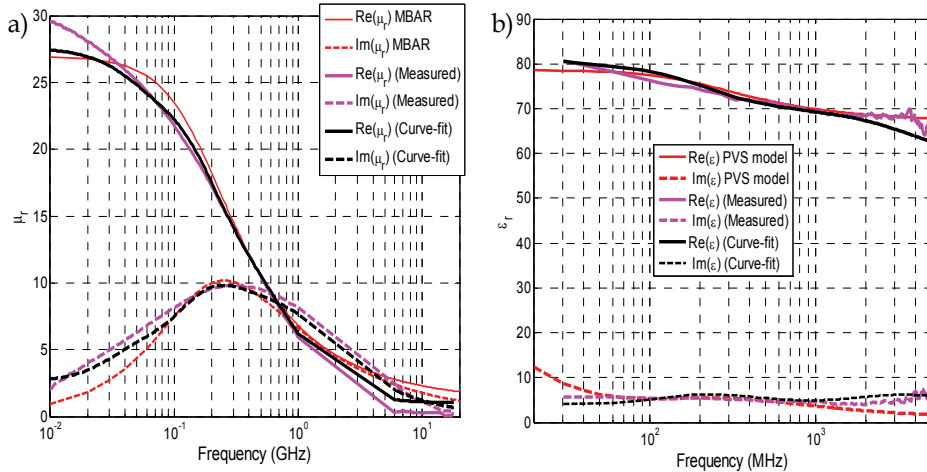 a)
30
25
20
15
10
5
0
μr
10⁻²
10⁻¹
10⁰
10¹
Frequency (GHz)
Re(μr) MBAR
Im(μr) MBAR
Re(μr) (Measured)
Im(μr) (Measured)
Re(μr) (Curve-fit)
Im(μr) (Curve-fit)
b)
90
80
70
60
50
40
30
20
10
0
εr
10²
10³
Frequency (MHz)
Re(ε) PVS model
Im(ε) PVS model
Re(ε) (Measured)
Im(ε) (Measured)
Re(ε) (Curve-fit)
Im(ε) (Curve-fit)